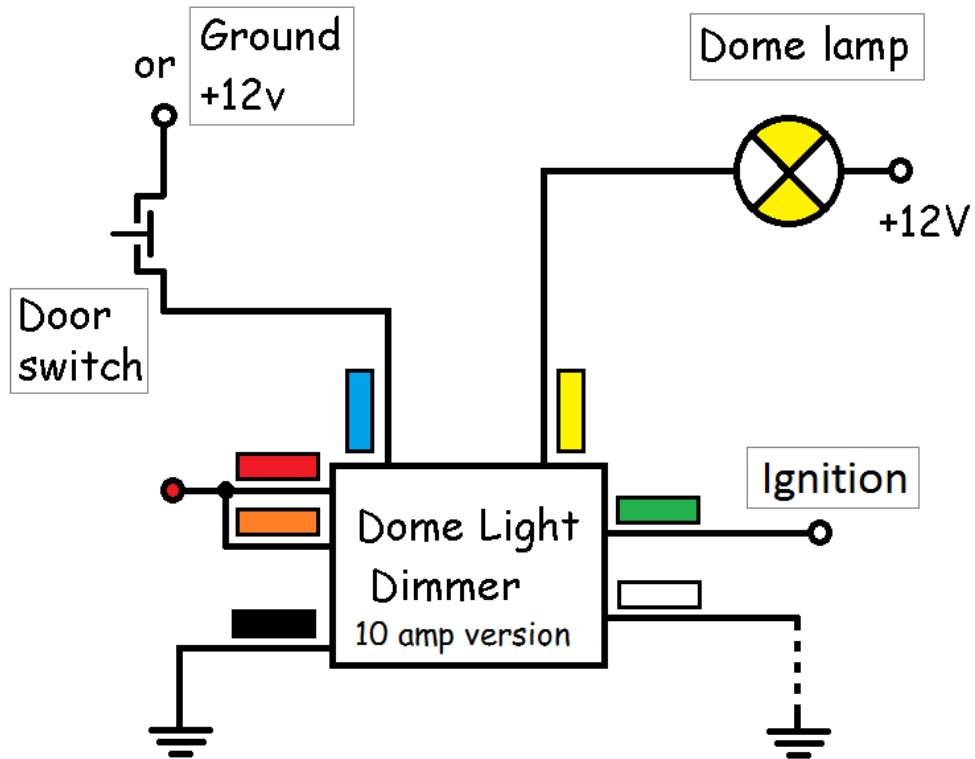 Ground
or
+12v
Dome lamp
+12V
Door
switch
Ignition
Dome Light
Dimmer
10 amp version